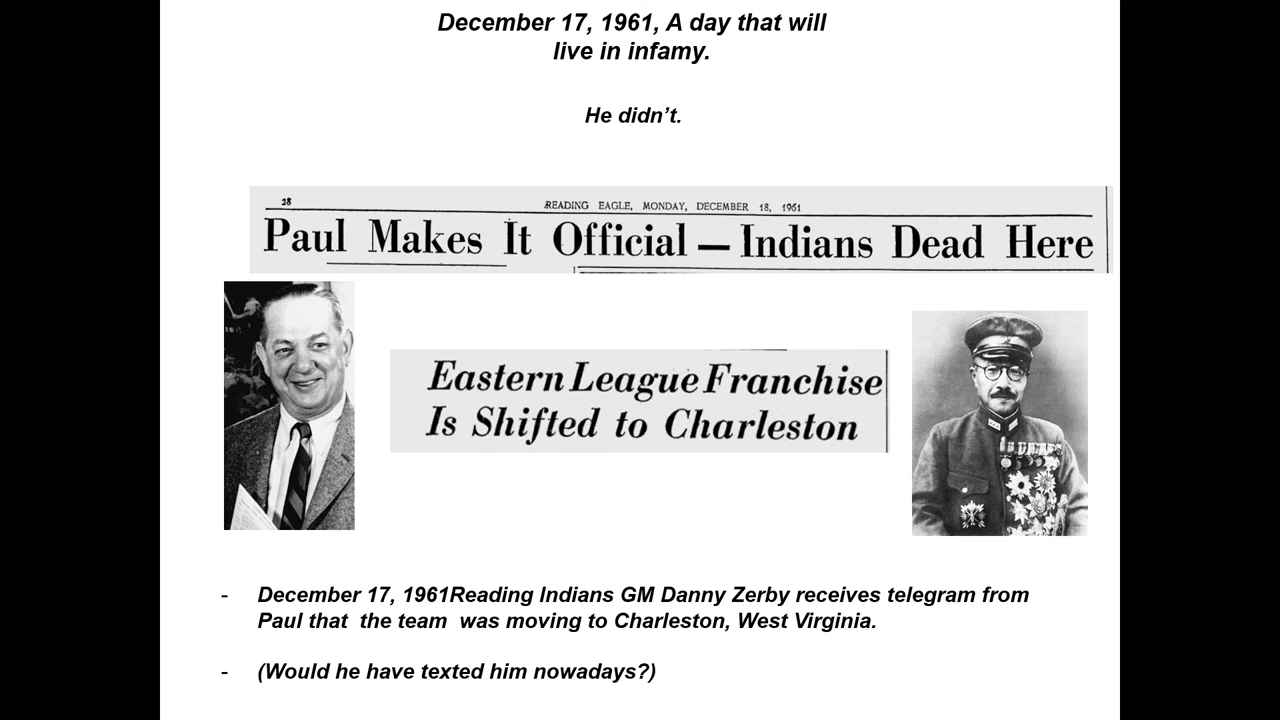 December 17, 1961, A day that will
live in infamy.
He didn't.
28
READING EAGLE, MONDAY, DECEMBER 18, 1961
Paul Makes It Official — Indians Dead Here
Eastern League Franchise
Is Shifted to Charleston
- December 17, 1961Reading Indians GM Danny Zerby receives telegram from
Paul that the team was moving to Charleston, West Virginia.
- (Would he have texted him nowadays?)